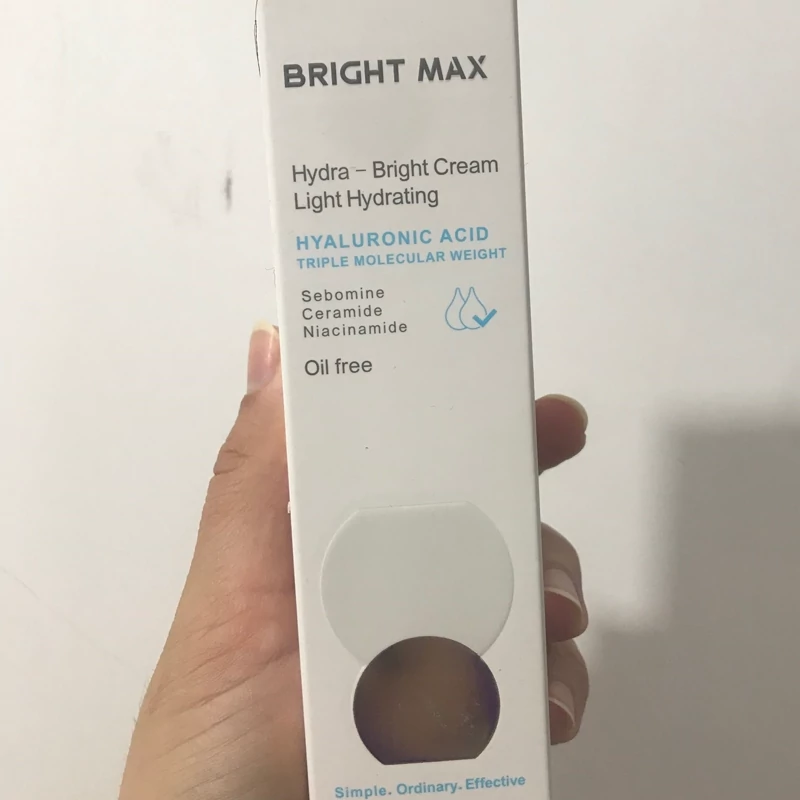 BRIGHT MAX
Hydra – Bright Cream
Light Hydrating
HYALURONIC ACID
TRIPLE MOLECULAR WEIGHT
Sebomine
Ceramide
Niacinamide
Oil free
Simple. Ordinary. Effective